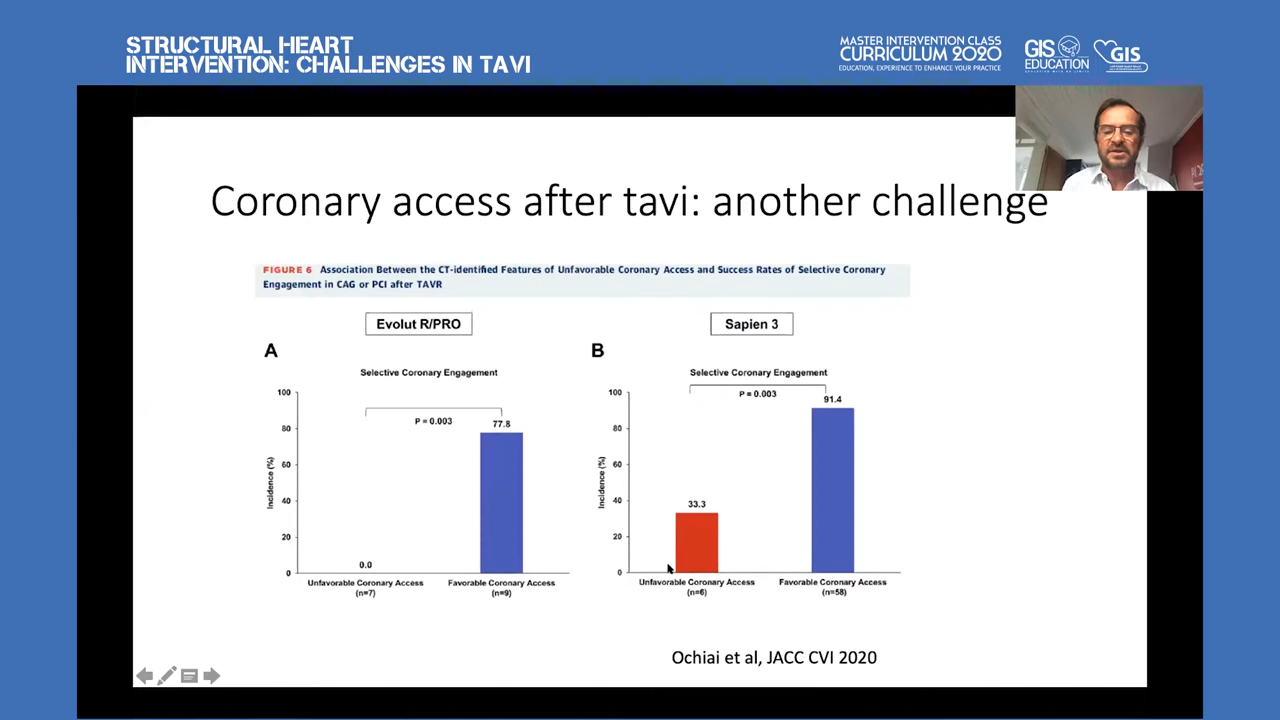 STRUCTURAL HEART
INTERVENTION: CHALLENGES IN TAVI
MASTER INTERVENTION CLASS
CURRICULUM 2020
EDUCATION, EXPERIENCE TO ENHANCE YOUR PRACTICE
GIS
EDUCATION
GIS
Coronary access after tavi: another challenge
FIGURE 6 Association Between the CT-identified Features of Unfavorable Coronary Access and Success Rates of Selective Coronary
Engagement in CAG or PCI after TAVR
Evolut R/PRO
A
Selective Coronary Engagement
100
80
60
40
20
0
Incidence (%)
P = 0.003
77.8
0.0
Unfavorable Coronary Access
(n=7)
Favorable Coronary Access
(n=9)
Sapien 3
B
Selective Coronary Engagement
100
80
60
40
20
0
Incidence (%)
P = 0.003
91.4
33.3
Unfavorable Coronary Access
(n=6)
Favorable Coronary Access
(n=58)
Ochiai et al, JACC CVI 2020